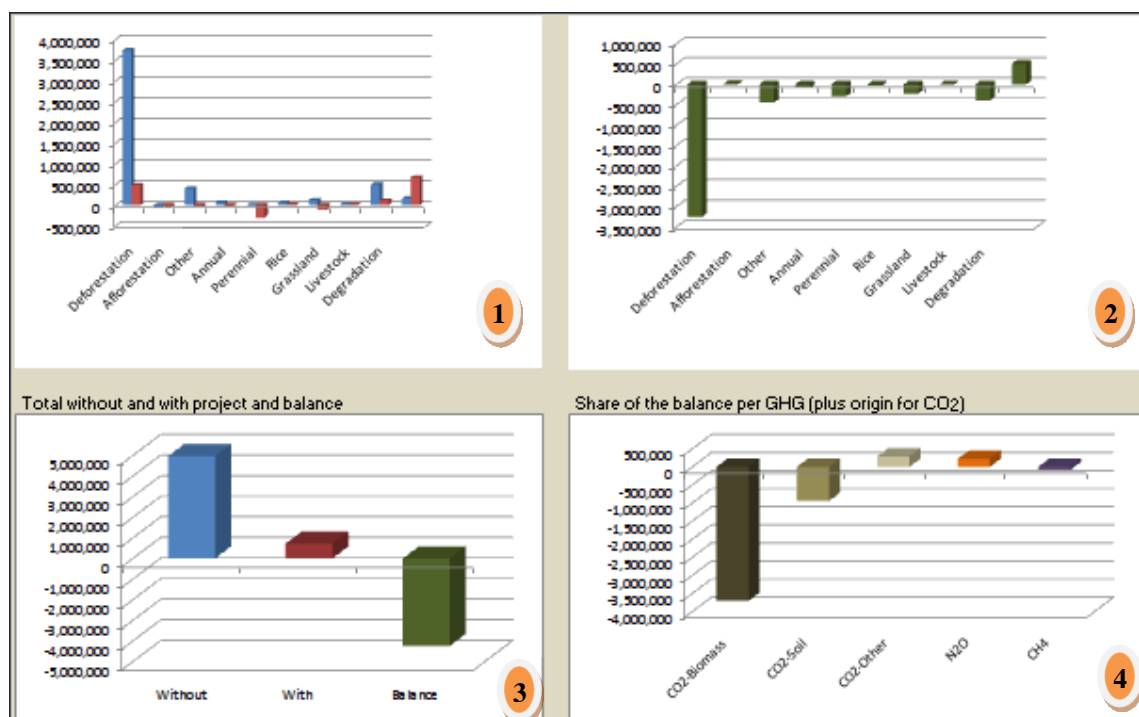 4,000,000
3,500,000
3,000,000
2,500,000
2,000,000
1,500,000
1,000,000
500,000
0
-500,000
Deforestation
Afforestation
Other
Annual
Perennial
Rice
Grassland
Livestock
Degradation
1
1,000,000
500,000
0
-500,000
-1,000,000
-1,500,000
-2,000,000
-2,500,000
-3,000,000
-3,500,000
Deforestation
Afforestation
Other
Annual
Perennial
Rice
Grassland
Livestock
Degradation
2
Total without and with project and balance
5,000,000
4,000,000
3,000,000
2,000,000
1,000,000
0
-1,000,000
-2,000,000
-3,000,000
-4,000,000
-5,000,000
Without With Balance
3
Share of the balance per GHG (plus origin for CO2)
500,000
0
-500,000
-1,000,000
-1,500,000
-2,000,000
-2,500,000
-3,000,000
-3,500,000
-4,000,000
CO2-Biomass
CO2-Soil
CO2-Other
N2O
CH4
4